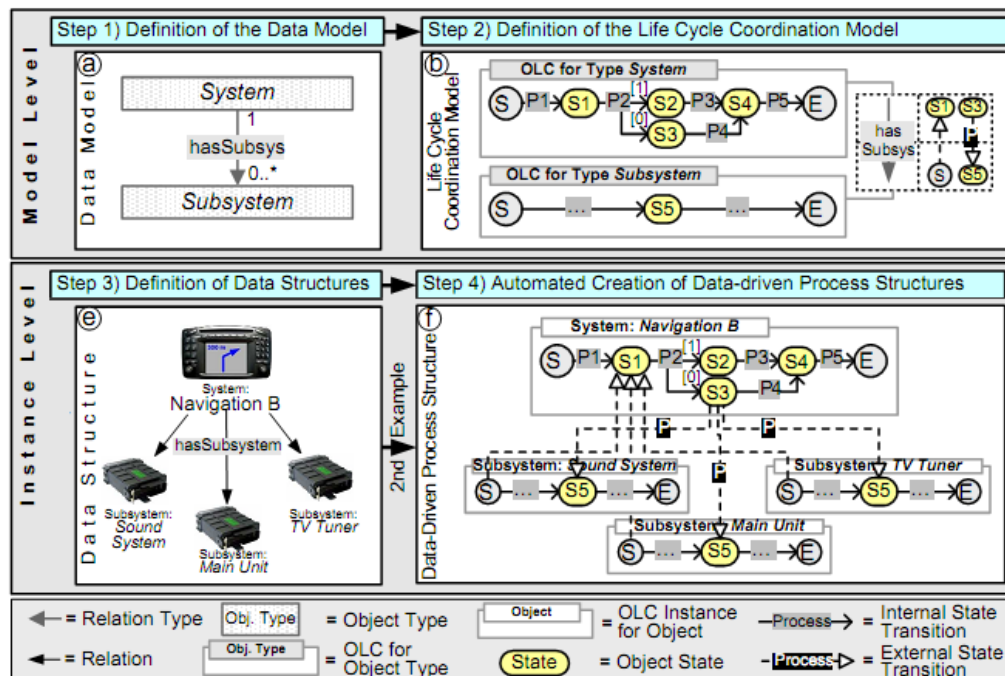 Model Level
Step 1) Definition of the Data Model
Step 2) Definition of the Life Cycle Coordination Model
a
Data Model
System
1
hasSubsys
0..*
Subsystem
b
Life Cycle
Coordination Model
OLC for Type System
S P1 S1 P2 [1] S2 P3 S4 P5 E
[0] S3 P4
OLC for Type Subsystem
S ... S5 ... E
has
Subsys
S1 S3
P
S S5
Instance Level
Step 3) Definition of Data Structures
Step 4) Automated Creation of Data-driven Process Structures
e
Data Structure
System:
Navigation B
hasSubsystem
Subsystem:
Sound
System
Subsystem:
Main Unit
Subsystem:
TV Tuner
2nd Example
f
Data-Driven Process Structure
System: Navigation B
S P1 S1 P2 [1] S2 P3 S4 P5 E
[0] S3 P4
P P
P
Subsystem: Sound System
S ... S5 ... E
Subsystem: TV Tuner
S ... S5 ... E
Subsystem: Main Unit
S ... S5 ... E
= Relation Type
Obj. Type = Object Type
Object = OLC Instance
for Object
Process = Internal State
Transition
= Relation
Obj. Type = OLC for
Object Type
State = Object State
Process = External State
Transition